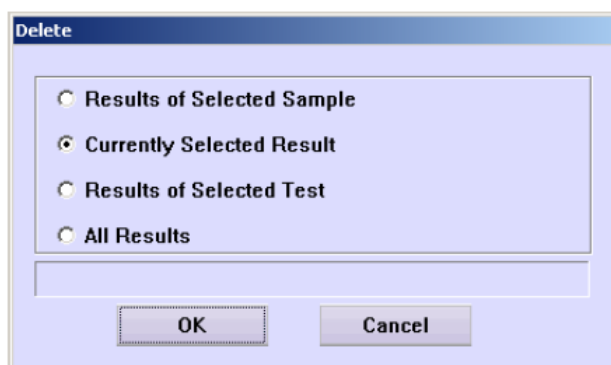 Delete
Results of Selected Sample
Currently Selected Result
Results of Selected Test
All Results
OK
Cancel